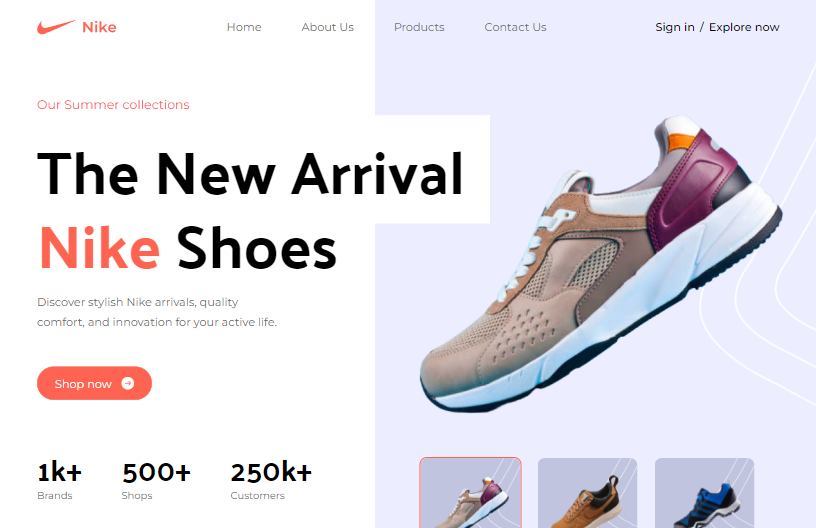 Nike
Home
About Us
Products
Contact Us
Sign in / Explore now
Our Summer collections
The New Arrival
Nike Shoes
Discover stylish Nike arrivals, quality
comfort, and innovation for your active life.
Shop now
1k+
500+
250k+
Brands
Shops
Customers